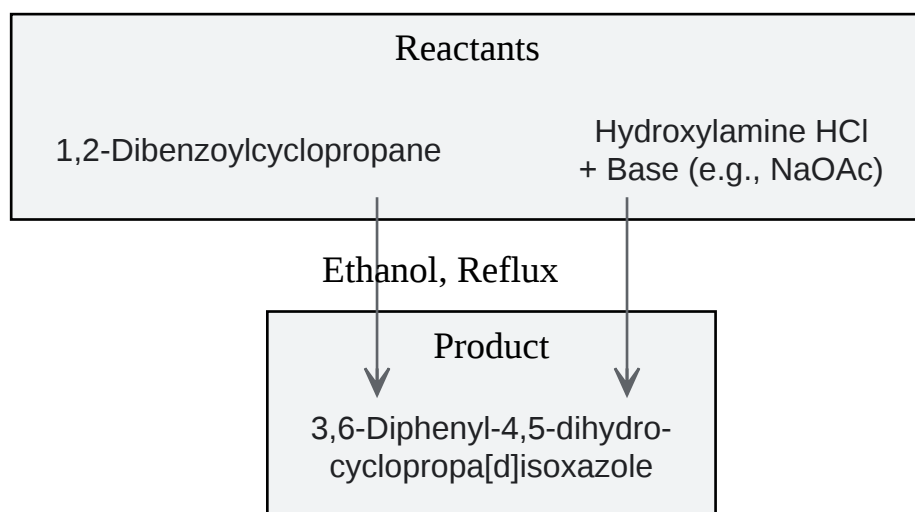 Reactants
1,2-Dibenzoylcyclopropane
Hydroxylamine HCl
+ Base (e.g., NaOAc)
Ethanol, Reflux
Product
3,6-Diphenyl-4,5-dihydro-
cyclopropa[d]isoxazole